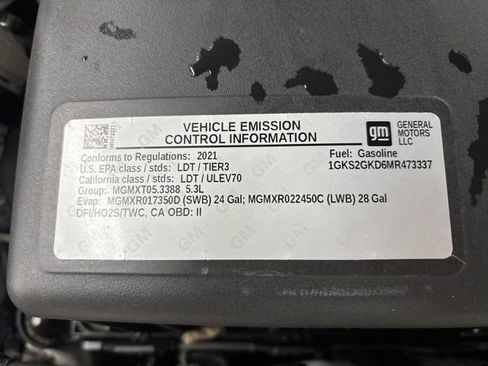 VEHICLE EMISSION
CONTROL INFORMATION
gm
GENERAL MOTORS
LLC
Conforms to Regulations: 2021
Fuel: Gasoline
U.S. EPA class / stds: LDT / TIER3
1GKS2GKD6MR473337
California class / stds: LDT / ULEV70
Group: MGMXT05.3388 5.3L
Evap: MGMXR017350D (SWB) 24 Gal; MGMXR022450C (LWB) 28 Gal
DFI/HO2S/TWC, CA OBD: II